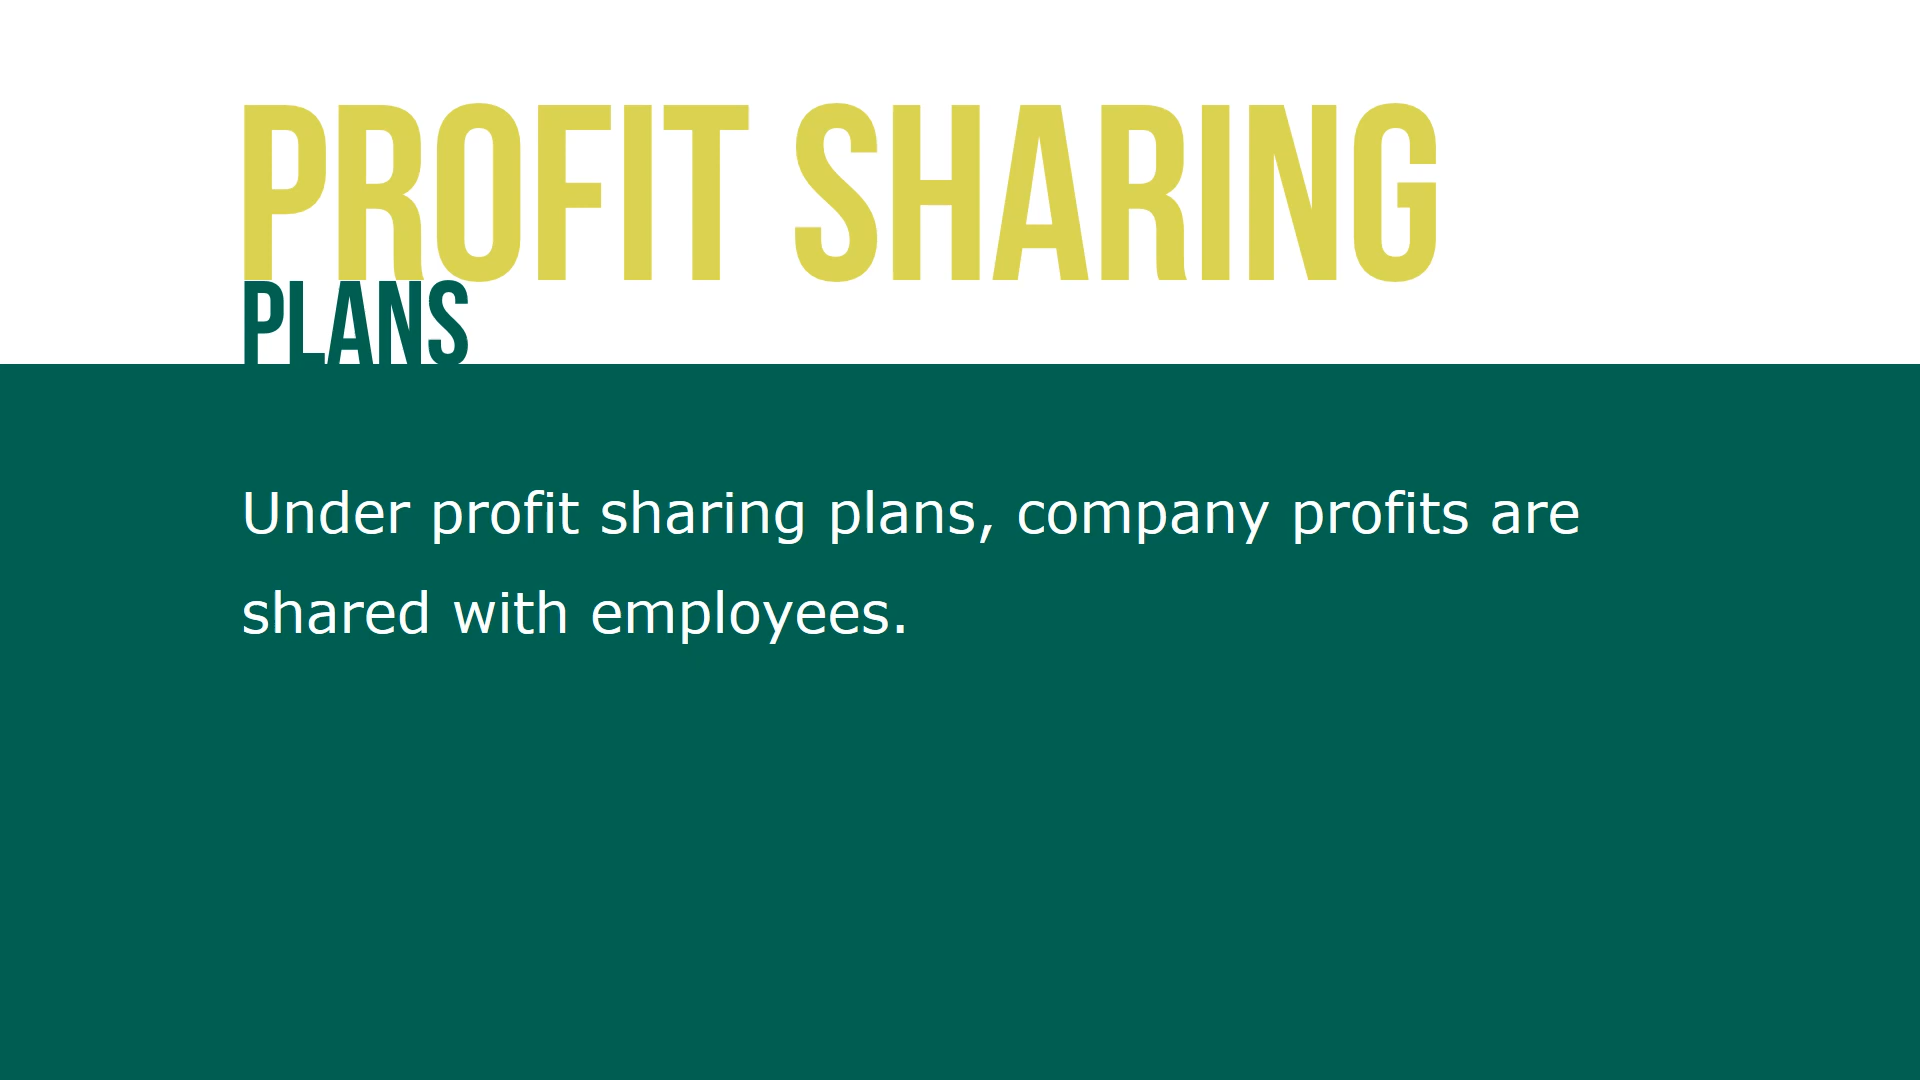 PROFIT SHARING
PLANS
Under profit sharing plans, company profits are
shared with employees.